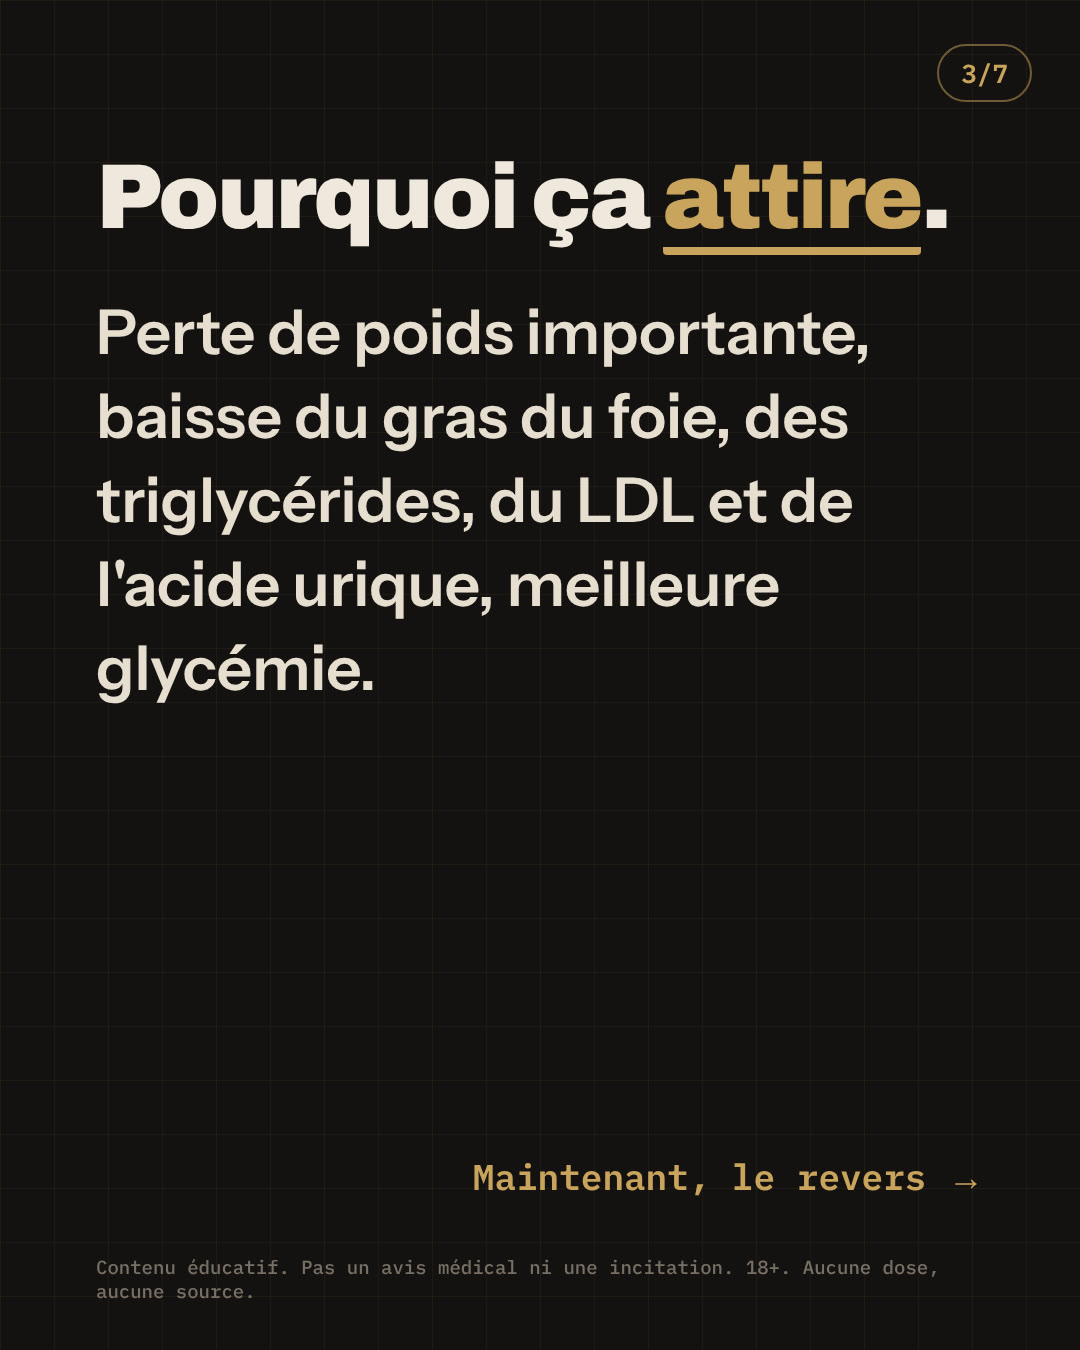 3/7
Pourquoi ça attire.
Perte de poids importante,
baisse du gras du foie, des
triglycérides, du LDL et de
l'acide urique, meilleure
glycémie.
Maintenant, le revers →
Contenu éducatif. Pas un avis médical ni une incitation. 18+. Aucune dose,
aucune source.